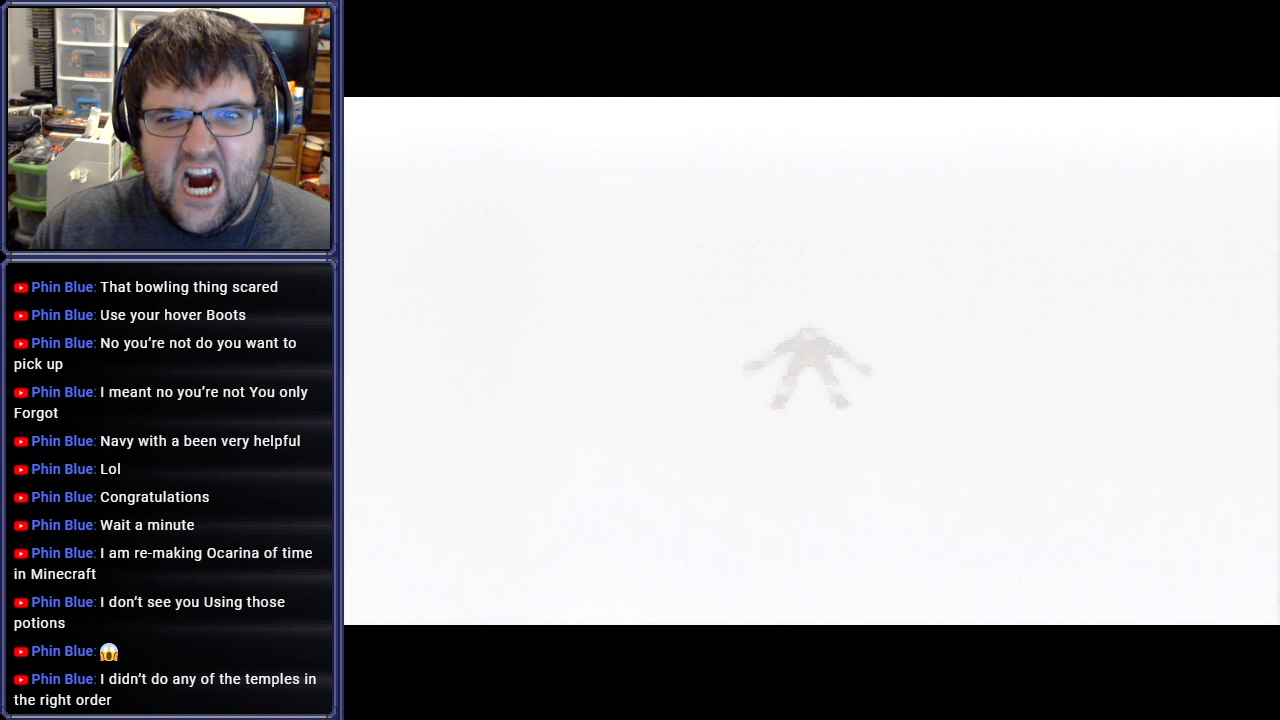 Phin Blue: That bowling thing scared
Phin Blue: Use your hover Boots
Phin Blue: No you’re not do you want to
pick up
Phin Blue: I meant no you’re not You only
Forgot
Phin Blue: Navy with a been very helpful
Phin Blue: Lol
Phin Blue: Congratulations
Phin Blue: Wait a minute
Phin Blue: I am re-making Ocarina of time
in Minecraft
Phin Blue: I don’t see you Using those
potions
Phin Blue: 😱
Phin Blue: I didn’t do any of the temples in
the right order